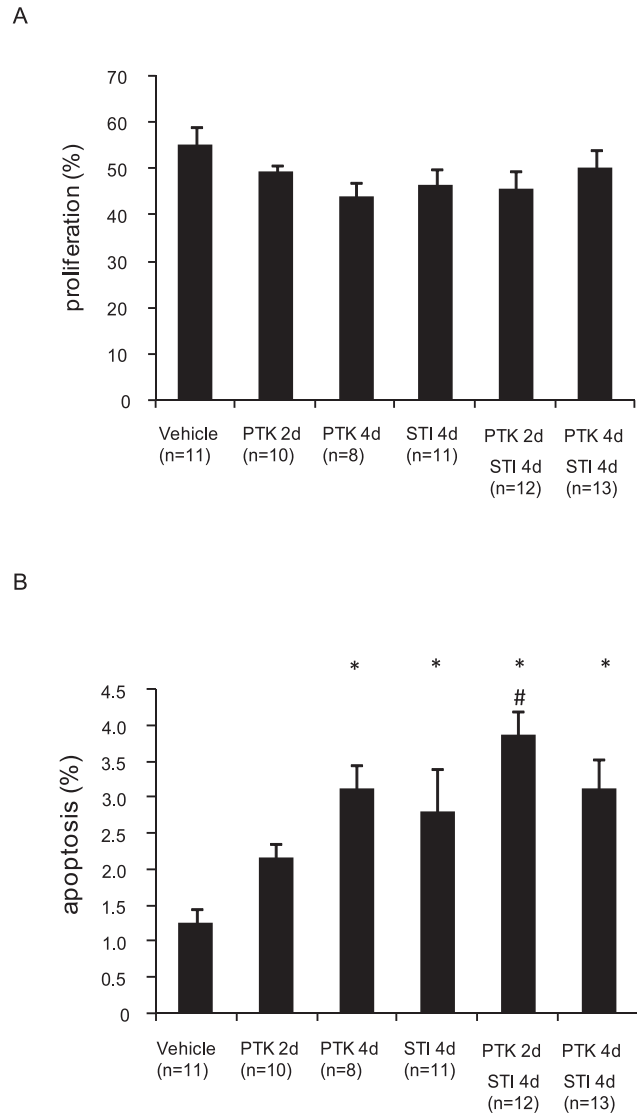 A
70
60
50
40
30
20
10
0
proliferation (%)
Vehicle PTK 2d PTK 4d STI 4d PTK 2d PTK 4d
(n=11) (n=10) (n=8) (n=11) STI 4d STI 4d
(n=12) (n=13)
B
* * * *
#
4.5
4.0
3.5
3.0
2.5
2.0
1.5
1.0
0.5
0
apoptosis (%)
Vehicle PTK 2d PTK 4d STI 4d PTK 2d PTK 4d
(n=11) (n=10) (n=8) (n=11) STI 4d STI 4d
(n=12) (n=13)